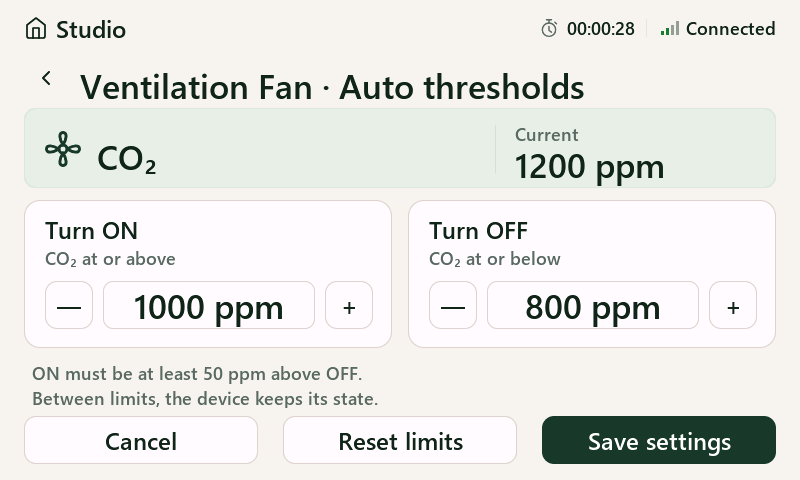 Studio
00:00:28
Connected
Ventilation Fan · Auto thresholds
CO₂
Current
1200 ppm
Turn ON
CO₂ at or above
— 1000 ppm +
Turn OFF
CO₂ at or below
— 800 ppm +
ON must be at least 50 ppm above OFF.
Between limits, the device keeps its state.
Cancel
Reset limits
Save settings